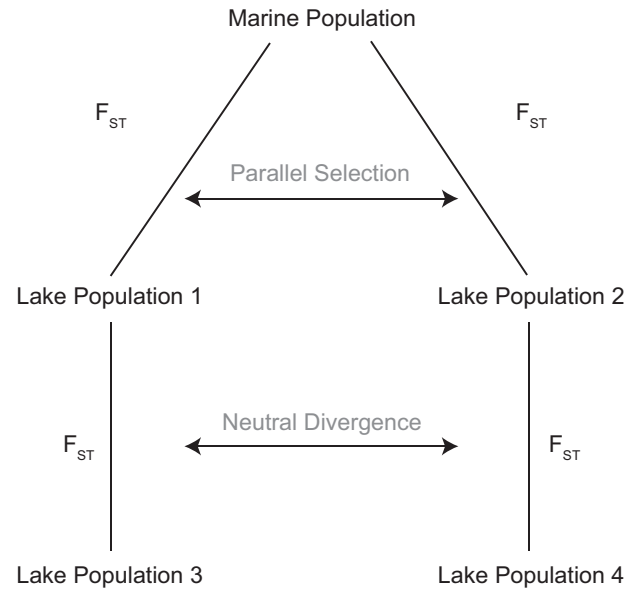 Marine Population
F_ST
F_ST
Parallel Selection
Lake Population 1
Lake Population 2
Neutral Divergence
F_ST
F_ST
Lake Population 3
Lake Population 4